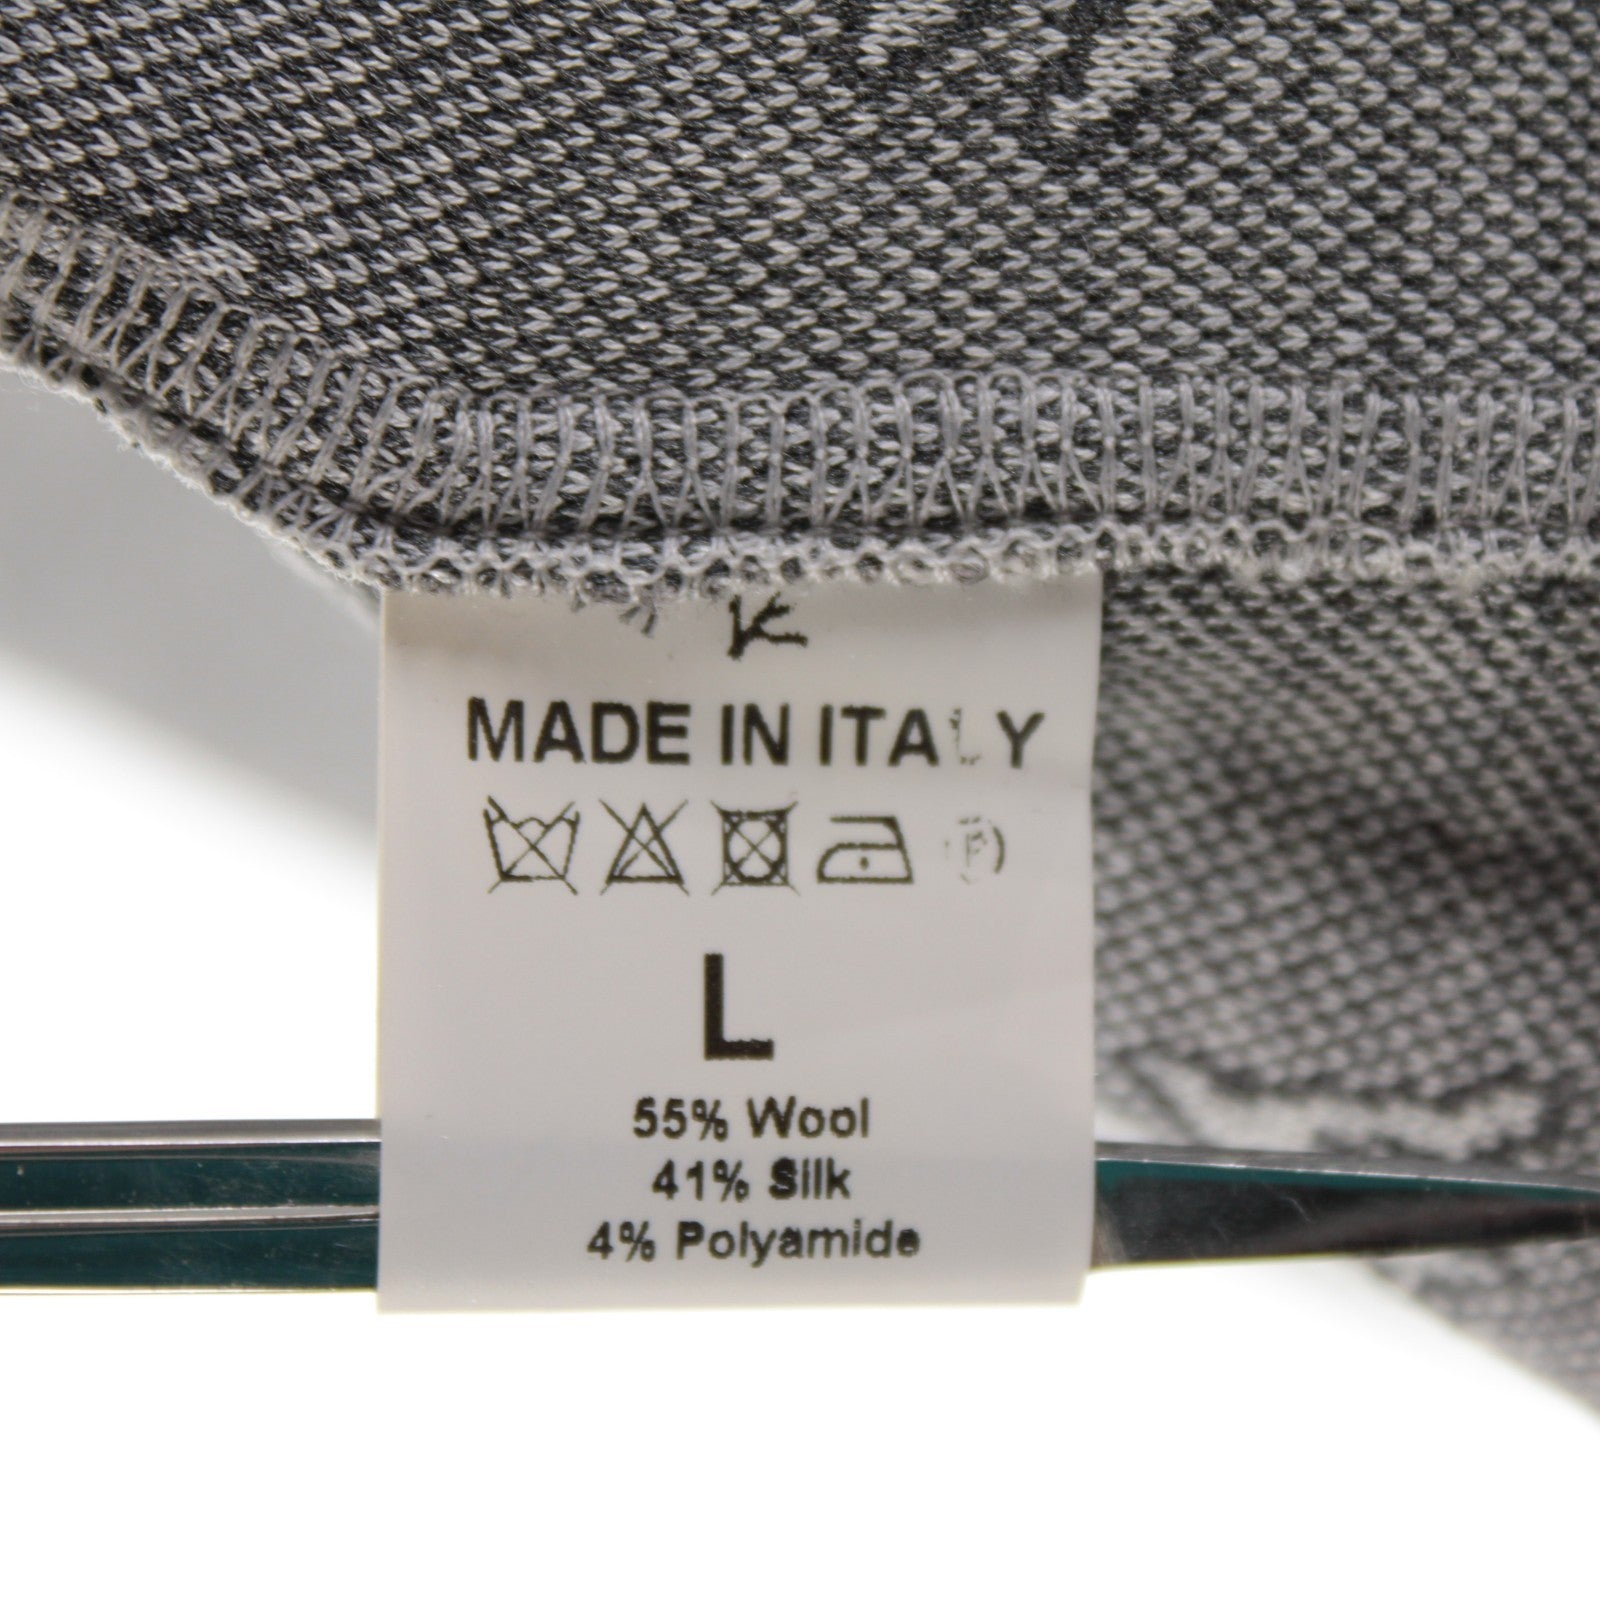 MADE IN ITALY
P
L
55% Wool
41% Silk
4% Polyamide